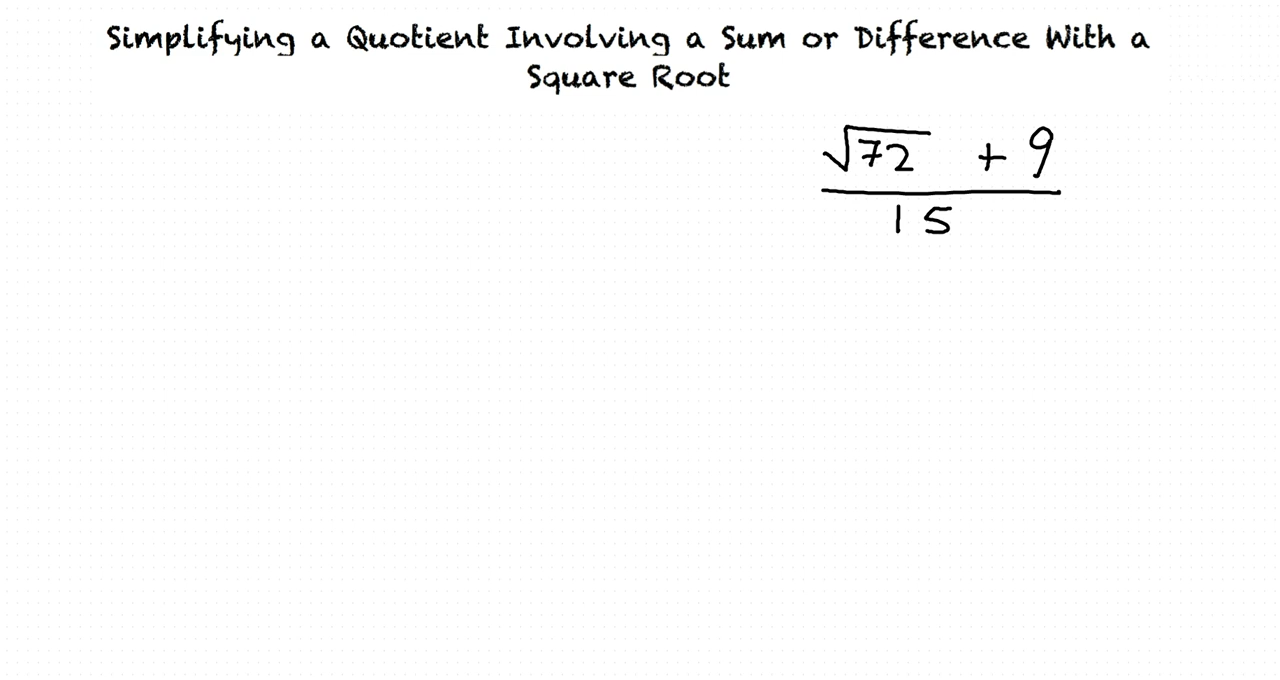 Simplifying a Quotient Involving a Sum or Difference With a
Square Root
√72 + 9
15